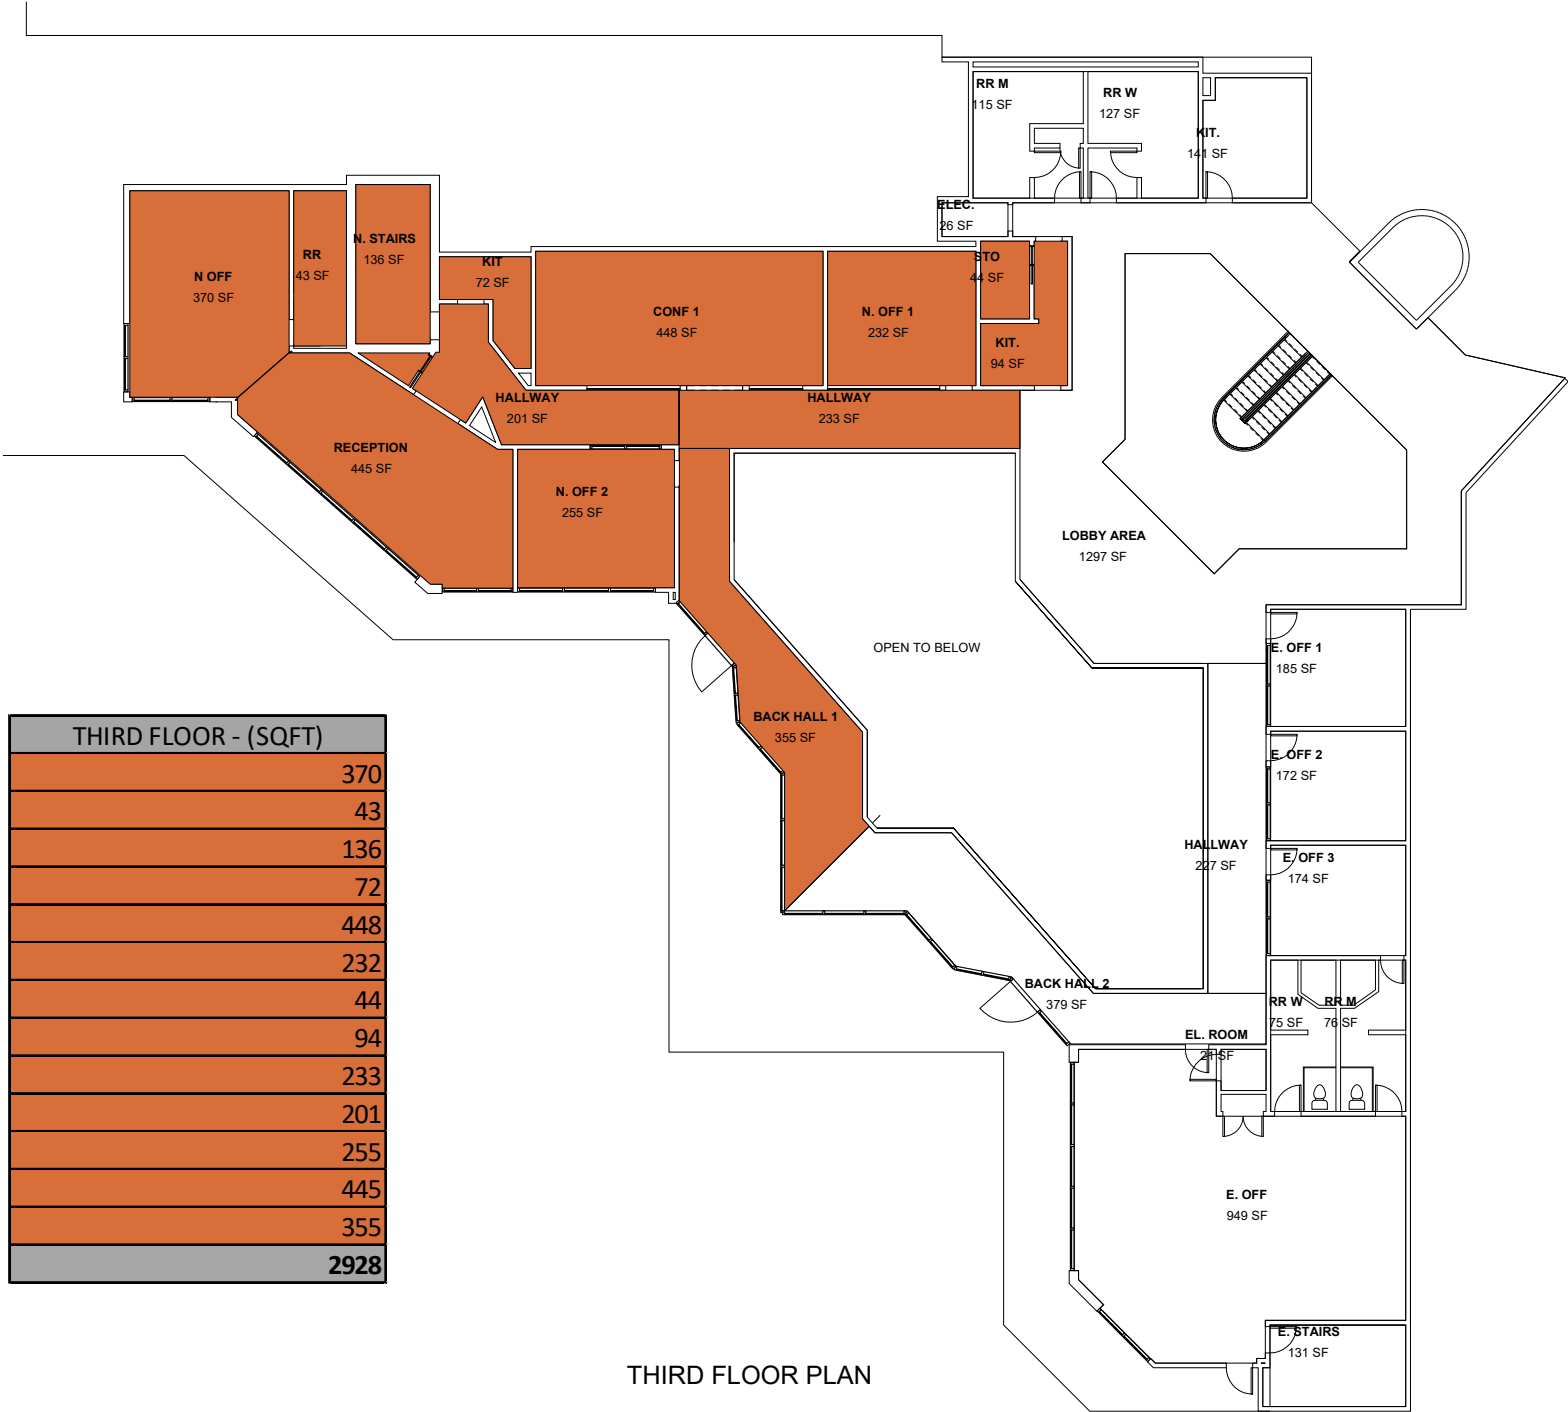 RR M
115 SF
RR W
127 SF
KIT.
141 SF
ELEC.
26 SF
N OFF
370 SF
RR
43 SF
N. STAIRS
136 SF
KIT
72 SF
CONF 1
448 SF
N. OFF 1
232 SF
STO
44 SF
KIT.
94 SF
HALLWAY
201 SF
HALLWAY
233 SF
RECEPTION
445 SF
N. OFF 2
255 SF
LOBBY AREA
1297 SF
OPEN TO BELOW
E. OFF 1
185 SF
BACK HALL 1
355 SF
E. OFF 2
172 SF
HALLWAY
227 SF
E. OFF 3
174 SF
BACK HALL 2
379 SF
RR W
75 SF
RR M
76 SF
EL. ROOM
21 SF
E. OFF
949 SF
E. STAIRS
131 SF
THIRD FLOOR - (SQFT)
370
43
136
72
448
232
44
94
233
201
255
445
355
2928
THIRD FLOOR PLAN